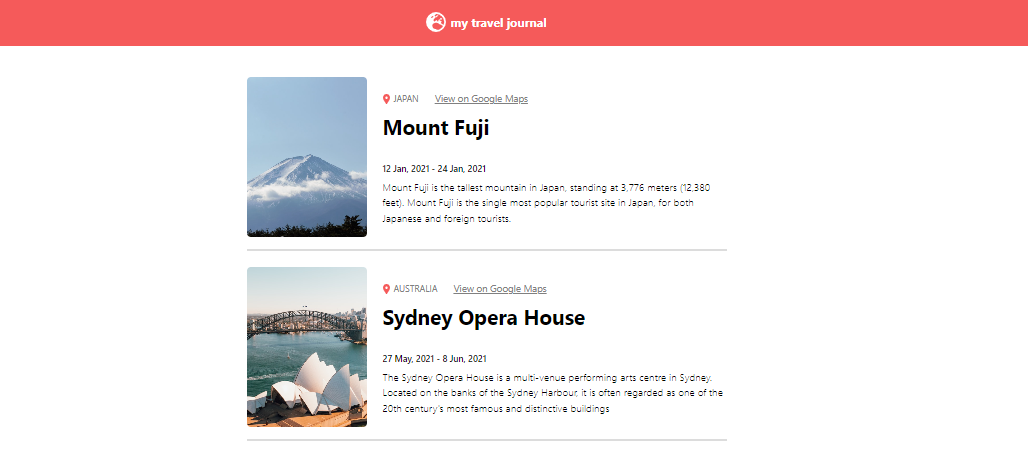 my travel journal
JAPAN View on Google Maps
Mount Fuji
12 Jan, 2021 - 24 Jan, 2021
Mount Fuji is the tallest mountain in Japan, standing at 3,776 meters (12,380
feet). Mount Fuji is the single most popular tourist site in Japan, for both
Japanese and foreign tourists.
AUSTRALIA View on Google Maps
Sydney Opera House
27 May, 2021 - 8 Jun, 2021
The Sydney Opera House is a multi-venue performing arts centre in Sydney.
Located on the banks of the Sydney Harbour, it is often regarded as one of the
20th century's most famous and distinctive buildings